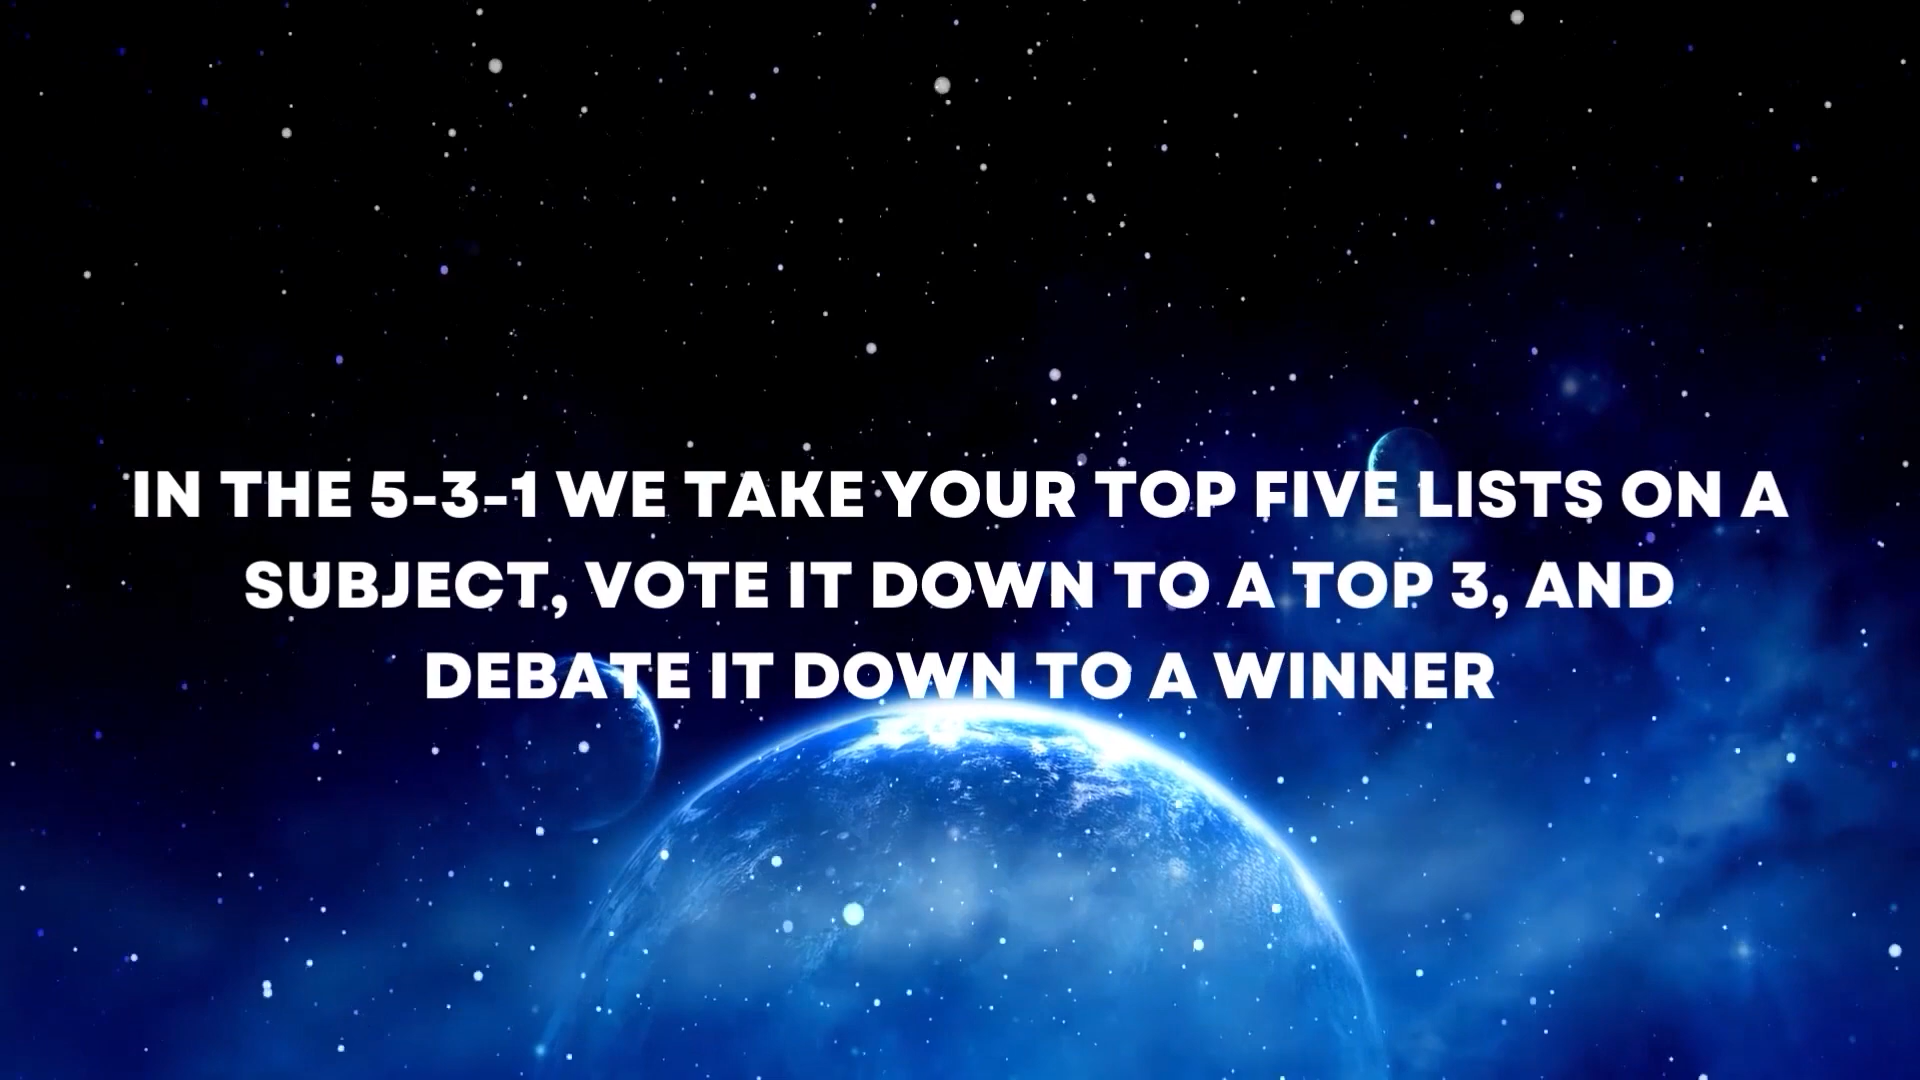 IN THE 5-3-1 WE TAKE YOUR TOP FIVE LISTS ON A
SUBJECT, VOTE IT DOWN TO A TOP 3, AND
DEBATE IT DOWN TO A WINNER